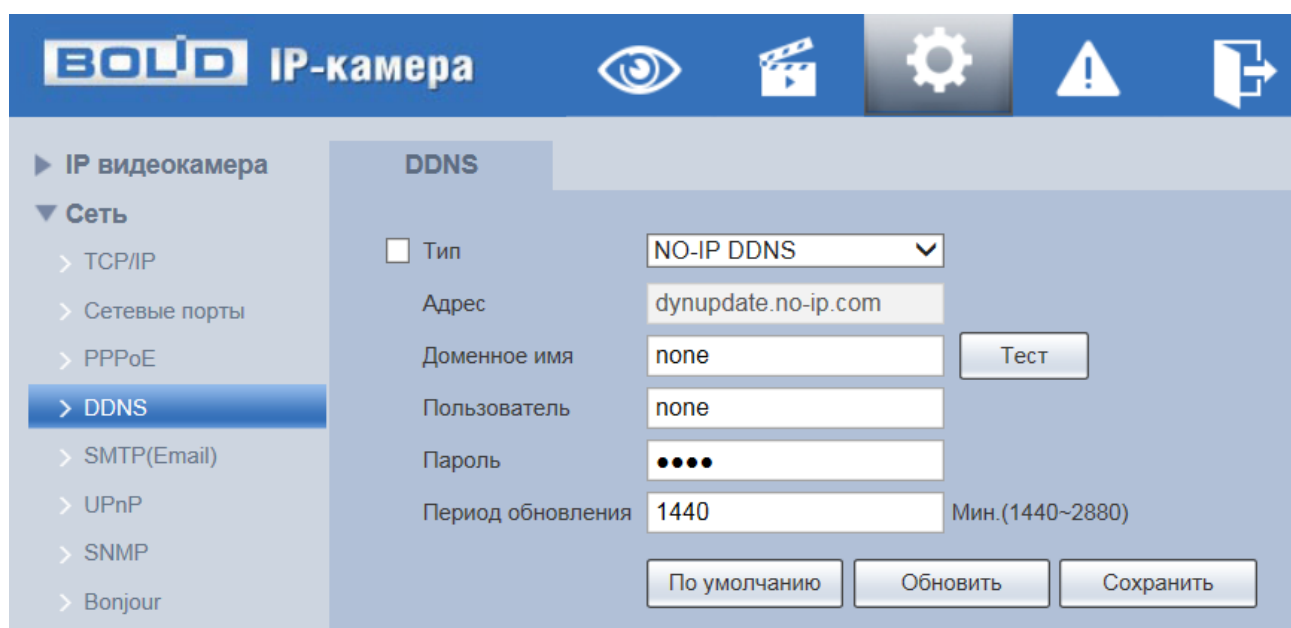 BOLID IP-камера
IP видеокамера
Сеть
TCP/IP
Сетевые порты
PPPoE
DDNS
SMTP(Email)
UPnP
SNMP
Bonjour
DDNS
Тип NO-IP DDNS
Адрес dynupdate.no-ip.com
Доменное имя none Тест
Пользователь none
Пароль ●●●●
Период обновления 1440 Мин.(1440~2880)
По умолчанию Обновить Сохранить